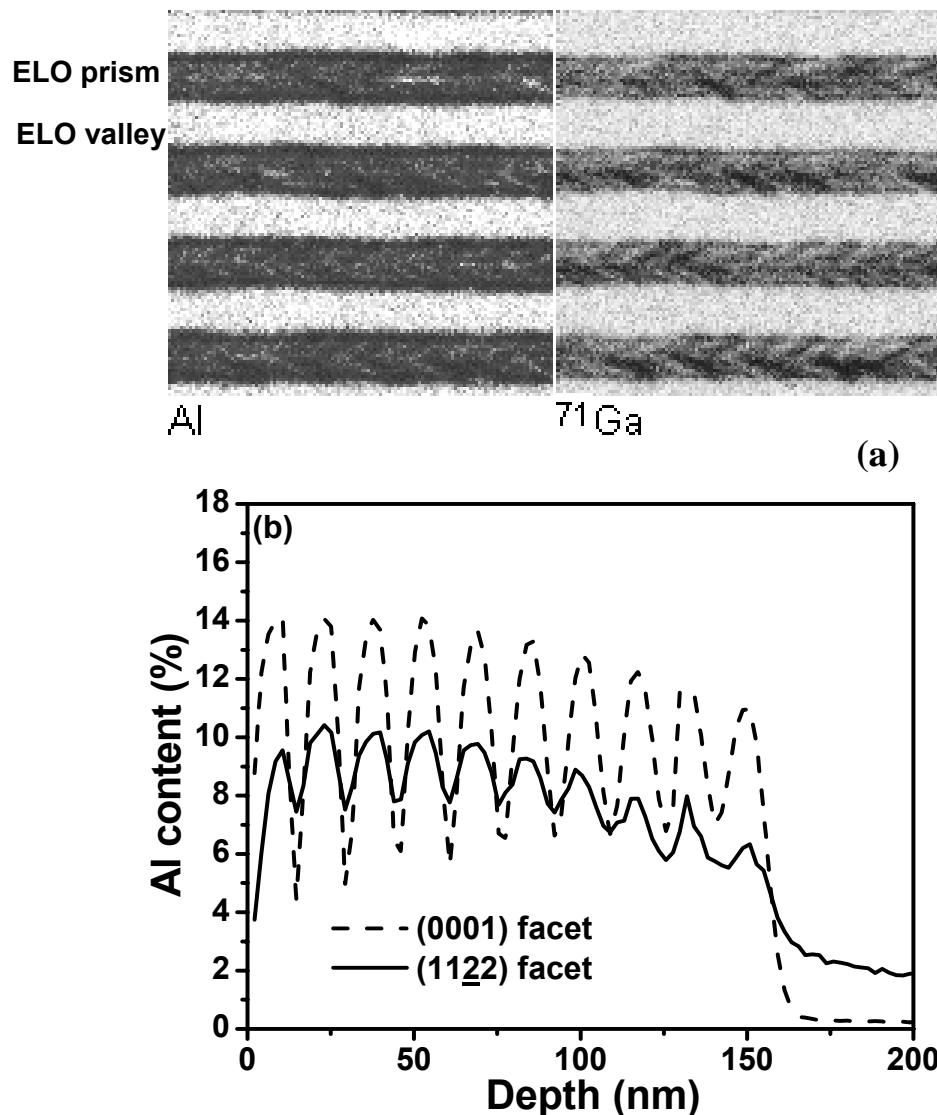 ELO prism
ELO valley
Al
71Ga
(a)
(b)
18
16
14
12
10
8
6
4
2
0
Al content (%)
(0001) facet
(1122) facet
0
50
100
150
200
Depth (nm)